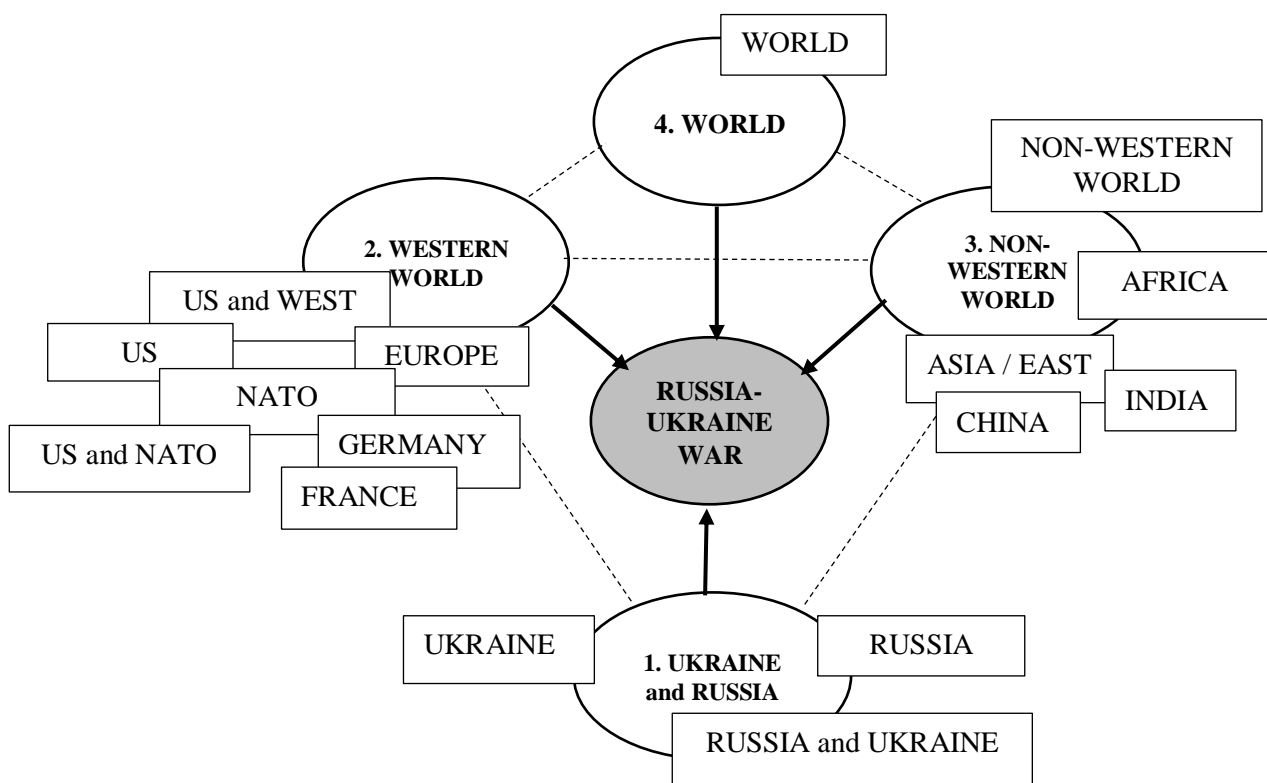 WORLD
4. WORLD
NON-WESTERN
WORLD
2. WESTERN
WORLD
3. NON-
WESTERN
WORLD
US and WEST
AFRICA
US
EUROPE
ASIA / EAST
NATO
INDIA
CHINA
US and NATO
GERMANY
FRANCE
RUSSIA-
UKRAINE
WAR
UKRAINE
RUSSIA
1. UKRAINE
and RUSSIA
RUSSIA and UKRAINE